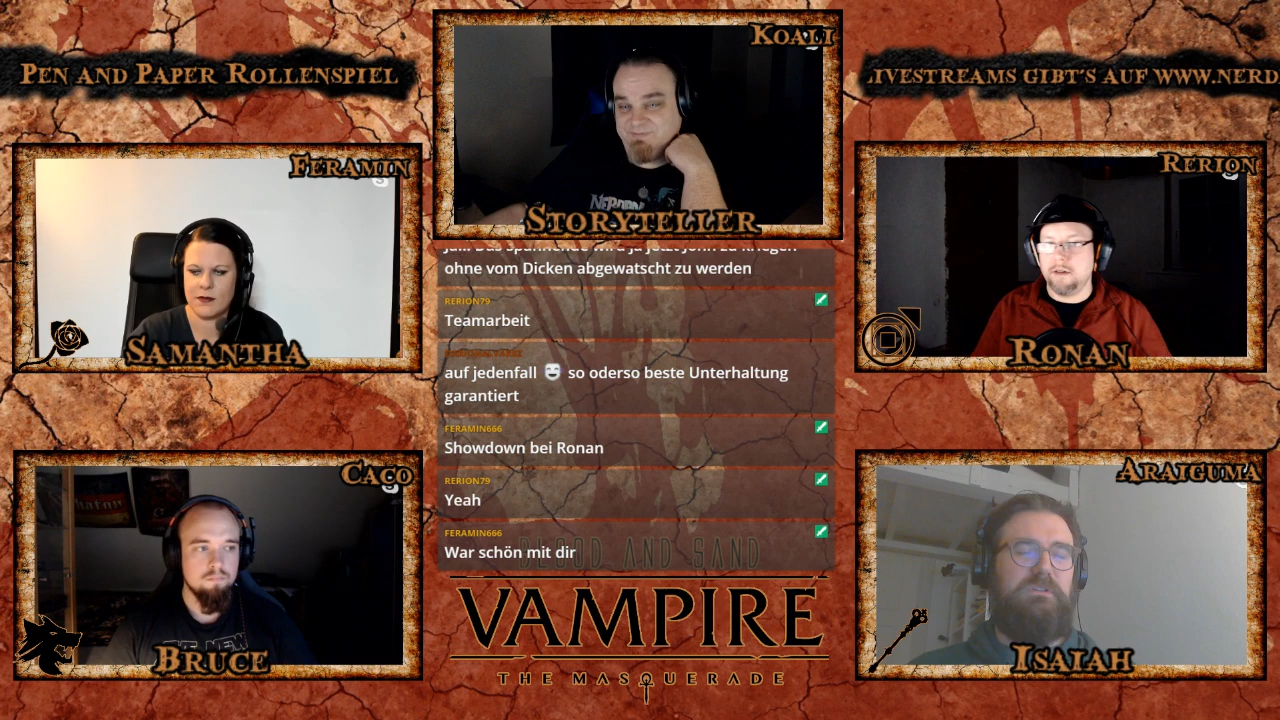 KOALI
PEN AND PAPER ROLLENSPIEL
IVESTREAMS GIBT'S AUF WWW.NERD
STORYTELLER
FERAMIN
SAMANTHA
RERION
RONAN
ohne vom Dicken abgewatscht zu werden
RERION79
Teamarbeit
auf jedenfall 😄 so oderso beste Unterhaltung
garantiert
FERAMIN666
Showdown bei Ronan
RERION79
Yeah
FERAMIN666
War schön mit dir
BLOOD AND SAND
CACO
BRUCE
ARAIGUMA
ISAIAH
VAMPIRE
THE MASQUERADE